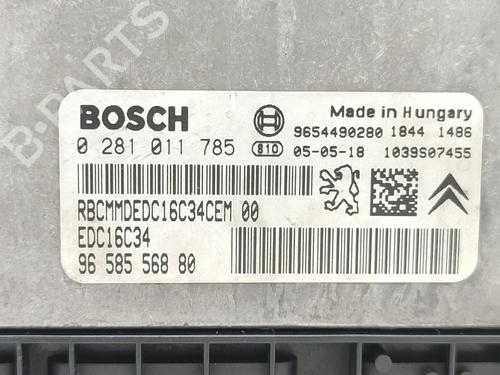 B-PARTS
BOSCH
Made in Hungary
9654490280 1844 1486
0 281 011 785 810 05-05-18 1039S07455
RBCMMDEDC16C34CEM 00
EDC16C34
96 585 568 80